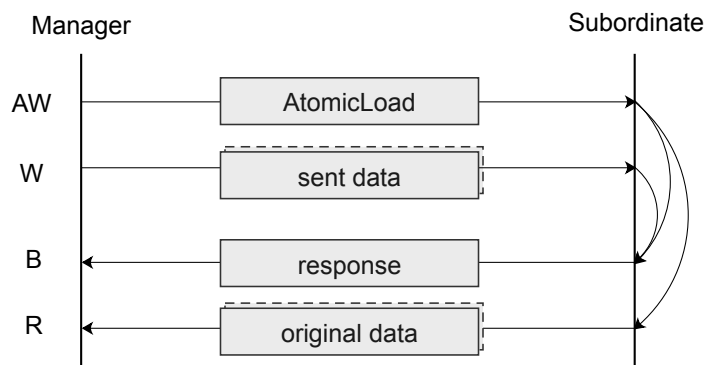 Manager Subordinate
AW AtomicLoad
W sent data
B response
R original data